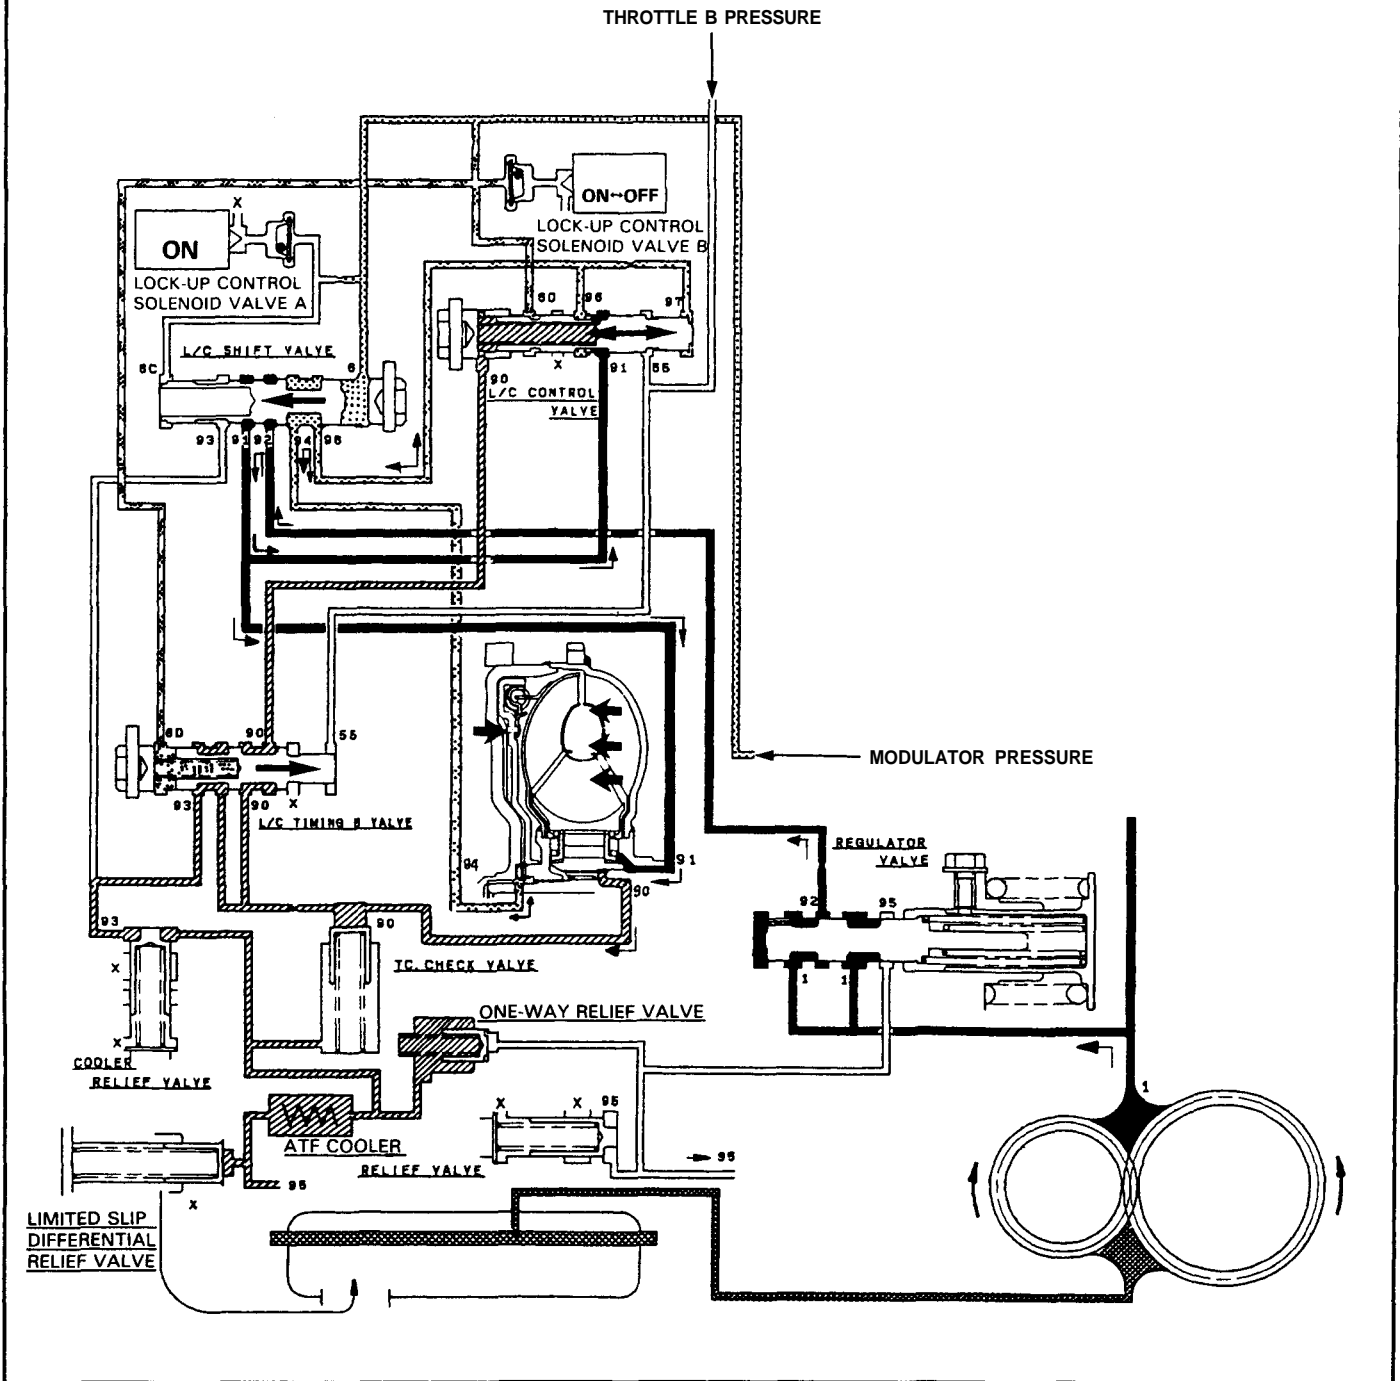 THROTTLE B PRESSURE
ON↔OFF
LOCK-UP CONTROL
SOLENOID VALVE B
X
ON
LOCK-UP CONTROL
SOLENOID VALVE A
6D
96
97
L/C SHIFT VALVE
6C
6
X
90
91
55
L/C CONTROL
VALVE
93
91
92
94
96
6D
90
55
MODULATOR PRESSURE
93
90
X
L/C TIMING B VALVE
REGULATOR
VALVE
94
91
90
92
95
93
90
X
TC. CHECK VALVE
1
1
ONE-WAY RELIEF VALVE
X
COOLER
RELIEF VALVE
1
X
X
95
ATF COOLER
RELIEF VALVE
95
95
X
LIMITED SLIP
DIFFERENTIAL
RELIEF VALVE